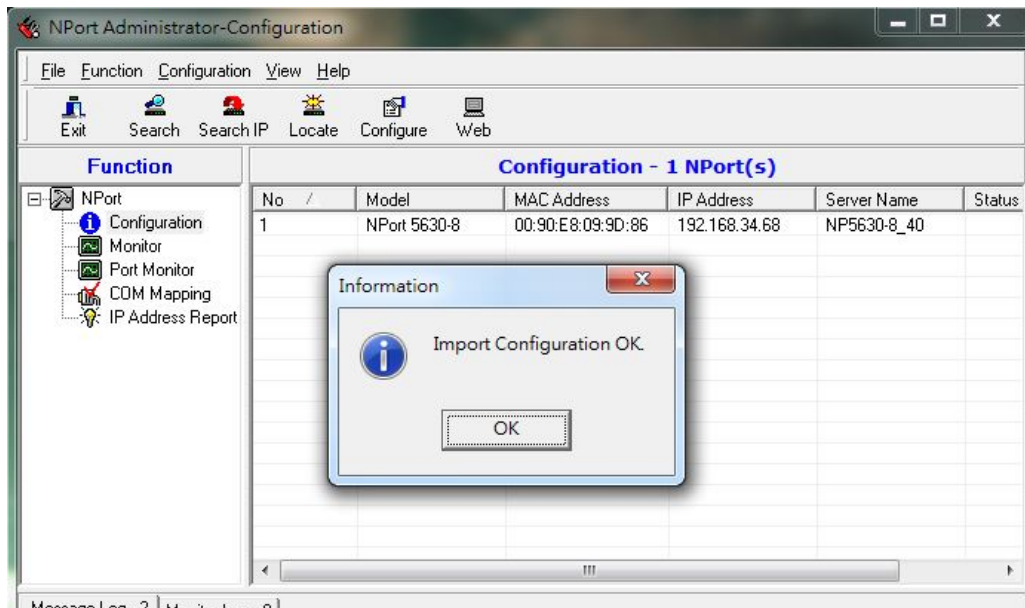 NPort Administrator-Configuration
File Function Configuration View Help
Exit Search Search IP Locate Configure Web
Function
Configuration - 1 NPort(s)
NPort
Configuration
Monitor
Port Monitor
COM Mapping
IP Address Report
No Model MAC Address IP Address Server Name Status
1 NPort 5630-8 00:90:E8:09:9D:86 192.168.34.68 NP5630-8_40
Information
Import Configuration OK.
OK
Message Log - 2